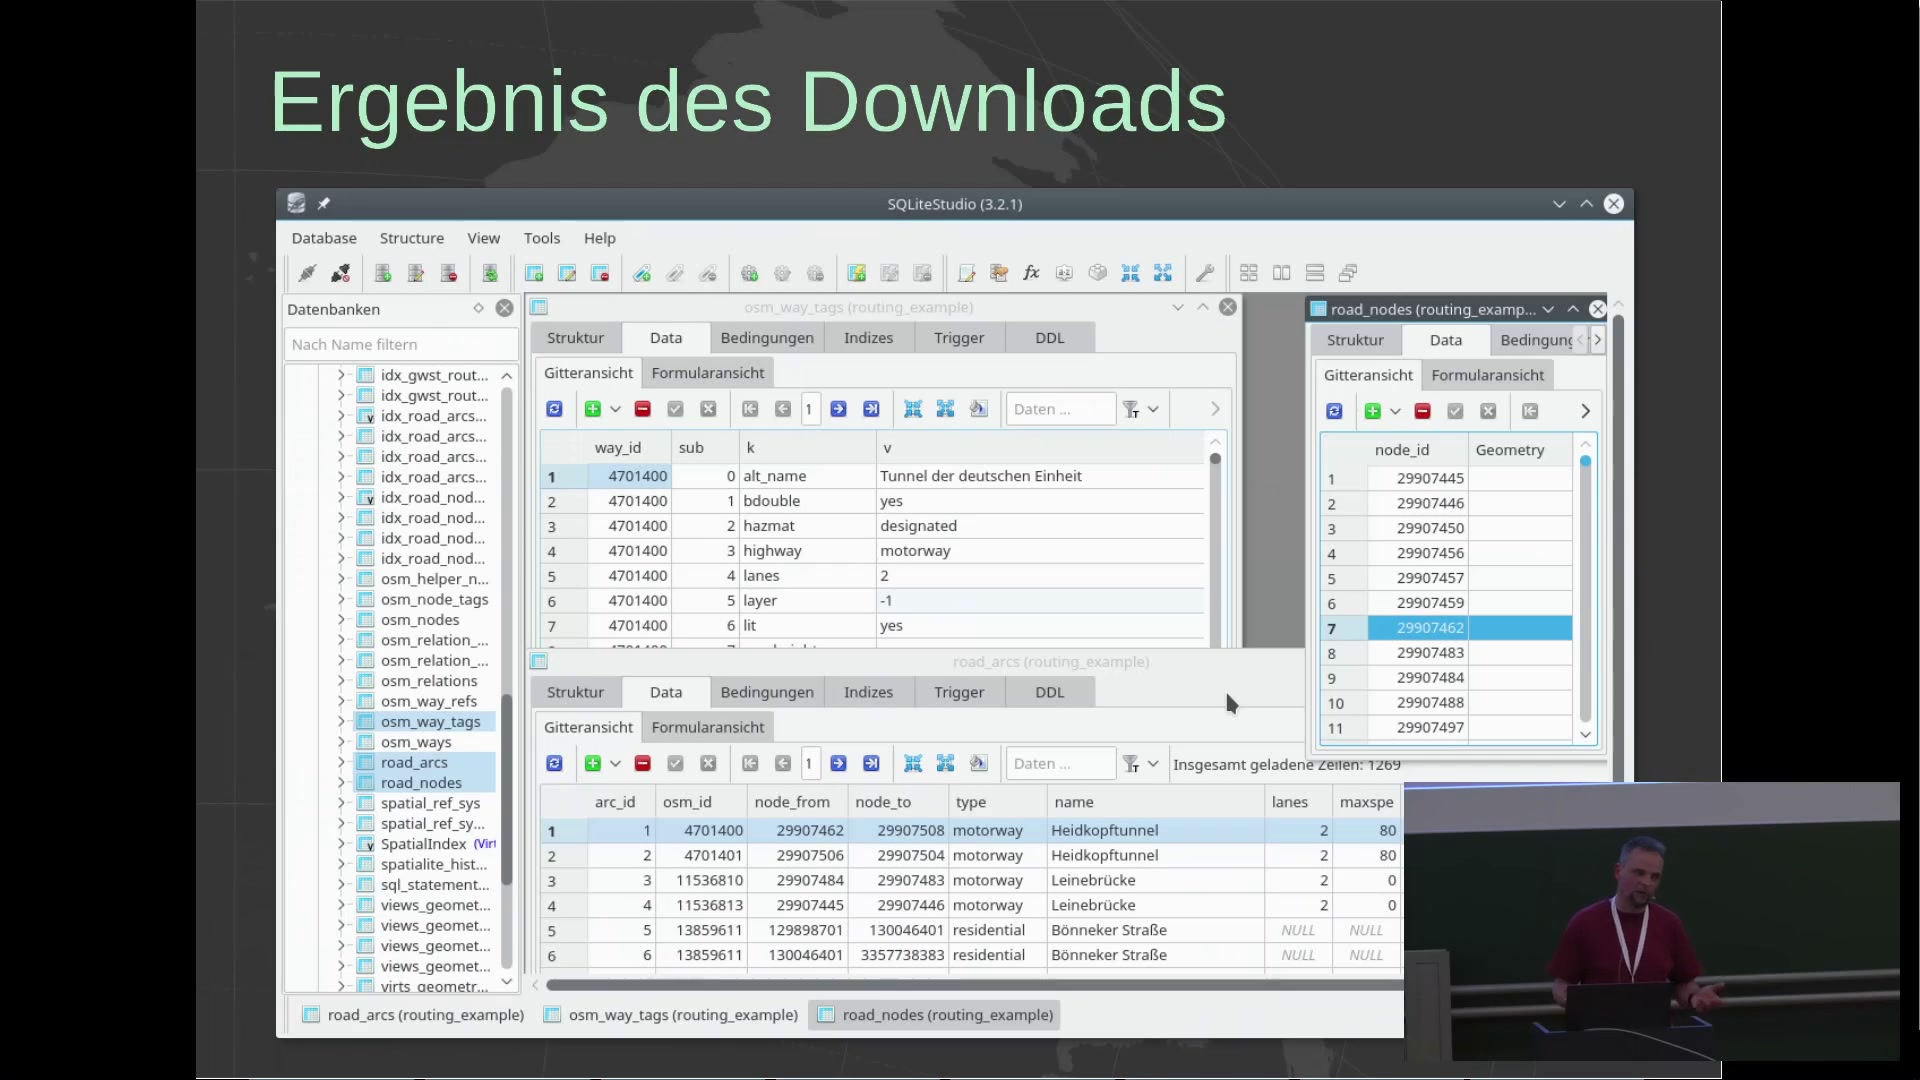 Ergebnis des Downloads
SQLiteStudio (3.2.1)
Database Structure View Tools Help
Datenbanken
Nach Name filtern
idx_gwst_rout...
idx_gwst_rout...
idx_road_arcs...
idx_road_arcs...
idx_road_arcs...
idx_road_arcs...
idx_road_nod...
idx_road_nod...
idx_road_nod...
idx_road_nod...
osm_helper_n...
osm_node_tags
osm_nodes
osm_relation_...
osm_relation_...
osm_relations
osm_way_refs
osm_way_tags
osm_ways
road_arcs
road_nodes
spatial_ref_sys
spatial_ref_sy...
SpatialIndex (Virt
spatialite_hist...
sql_statement...
views_geomet...
views_geomet...
views_geomet...
views_geomet...
virts_geometr...
osm_way_tags (routing_example)
Struktur Data Bedingungen Indizes Trigger DDL
Gitteransicht Formularansicht
1 Daten ...
way_id sub k v
1 4701400 0 alt_name Tunnel der deutschen Einheit
2 4701400 1 bdouble yes
3 4701400 2 hazmat designated
4 4701400 3 highway motorway
5 4701400 4 lanes 2
6 4701400 5 layer -1
7 4701400 6 lit yes
road_nodes (routing_examp...
Struktur Data Bedingung
Gitteransicht Formularansicht
node_id Geometry
1 29907445
2 29907446
3 29907450
4 29907456
5 29907457
6 29907459
7 29907462
8 29907483
9 29907484
10 29907488
11 29907497
road_arcs (routing_example)
Struktur Data Bedingungen Indizes Trigger DDL
Gitteransicht Formularansicht
1 Daten ... Insgesamt geladene Zeilen: 1269
arc_id osm_id node_from node_to type name lanes maxspe
1 1 4701400 29907462 29907508 motorway Heidkopftunnel 2 80
2 2 4701401 29907506 29907504 motorway Heidkopftunnel 2 80
3 3 11536810 29907484 29907483 motorway Leinebrücke 2 0
4 4 11536813 29907445 29907446 motorway Leinebrücke 2 0
5 5 13859611 129898701 130046401 residential Bönneker Straße NULL NULL
6 6 13859611 130046401 3357738383 residential Bönneker Straße NULL NULL
road_arcs (routing_example) osm_way_tags (routing_example) road_nodes (routing_example)